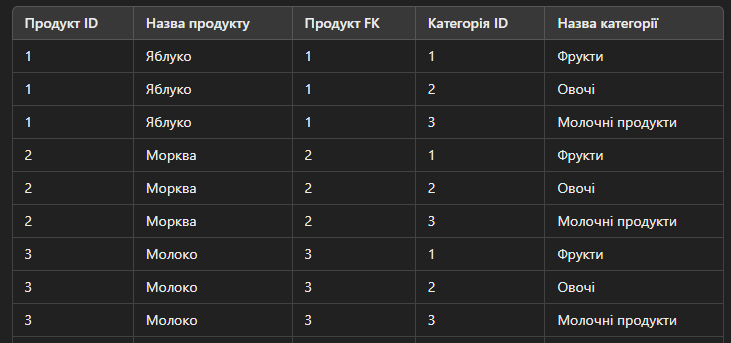 Продукт ID Назва продукту Продукт FK Категорія ID Назва категорії
1 Яблуко 1 1 Фрукти
1 Яблуко 1 2 Овочі
1 Яблуко 1 3 Молочні продукти
2 Морква 2 1 Фрукти
2 Морква 2 2 Овочі
2 Морква 2 3 Молочні продукти
3 Молоко 3 1 Фрукти
3 Молоко 3 2 Овочі
3 Молоко 3 3 Молочні продукти